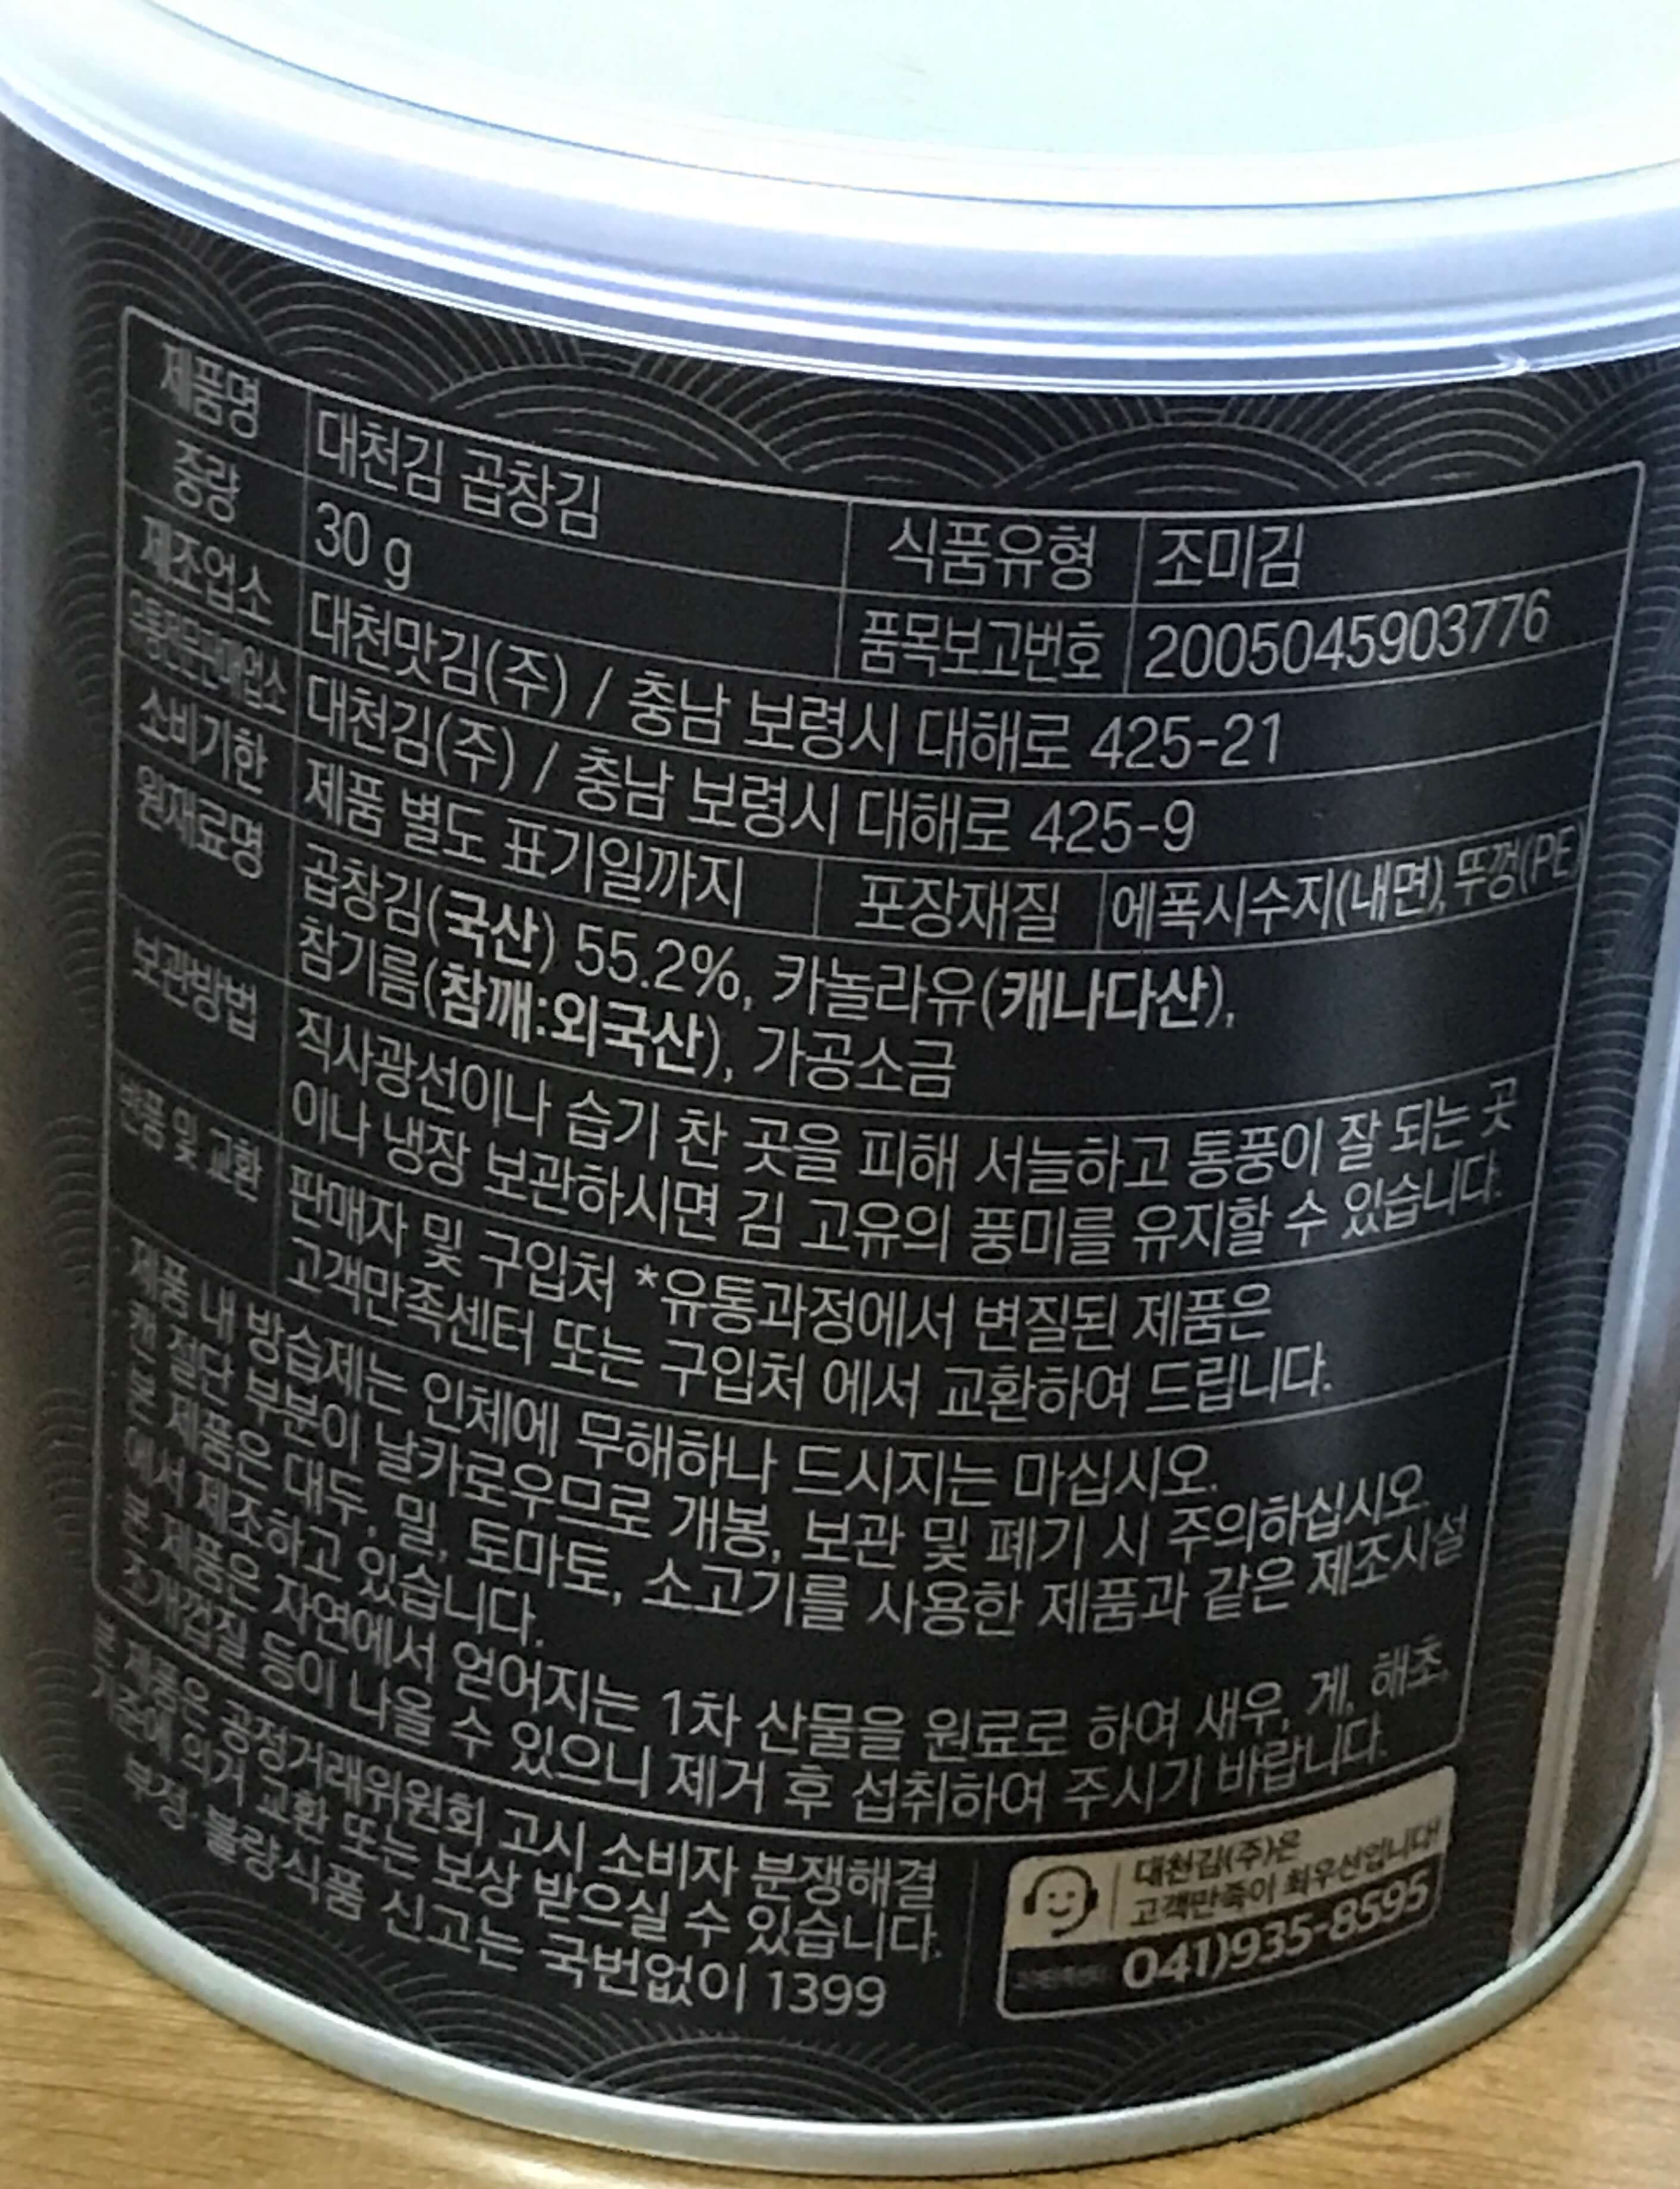 제품명 대천김 곱창김 식품유형 조미김
중량 30 g 품목보고번호 2005045903776
제조업소 대천맛김(주) / 충남 보령시 대해로 425-21
유통전문판매업소 대천김(주) / 충남 보령시 대해로 425-9
소비기한 제품 별도 표기일까지 포장재질 에폭시수지(내면), 뚜껑(PE)
원재료명 곱창김(국산) 55.2%, 카놀라유(캐나다산),
참기름(참깨:외국산), 가공소금
보관방법 직사광선이나 습기 찬 곳을 피해 서늘하고 통풍이 잘 되는 곳
이나 냉장 보관하시면 김 고유의 풍미를 유지할 수 있습니다.
반품 및 교환 판매자 및 구입처 *유통과정에서 변질된 제품은
고객만족센터 또는 구입처 에서 교환하여 드립니다.
제품 내 방습제는 인체에 무해하나 드시지는 마십시오.
캔 절단 부분이 날카로우므로 개봉, 보관 및 폐기 시 주의하십시오.
본 제품은 대두, 밀, 토마토, 소고기를 사용한 제품과 같은 제조시설
에서 제조하고 있습니다.
본 제품은 자연에서 얻어지는 1차 산물을 원료로 하여 새우, 게, 해초,
조개껍질 등이 나올 수 있으니 제거 후 섭취하여 주시기 바랍니다.
본 제품은 공정거래위원회 고시 소비자 분쟁해결
기준에 의거 교환 또는 보상 받으실 수 있습니다.
부정·불량식품 신고는 국번없이 1399
대천김(주)은
고객만족이 최우선입니다!
041)935-8595